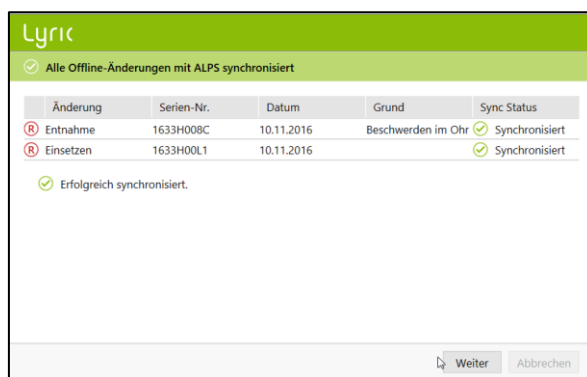 Lyric
Alle Offline-Änderungen mit ALPS synchronisiert
Änderung Serien-Nr. Datum Grund Sync Status
R Entnahme 1633H008C 10.11.2016 Beschwerden im Ohr Synchronisiert
R Einsetzen 1633H00L1 10.11.2016 Synchronisiert
Erfolgreich synchronisiert.
Weiter Abbrechen